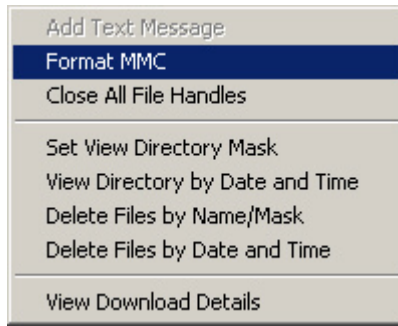 Add Text Message
Format MMC
Close All File Handles
Set View Directory Mask
View Directory by Date and Time
Delete Files by Name/Mask
Delete Files by Date and Time
View Download Details